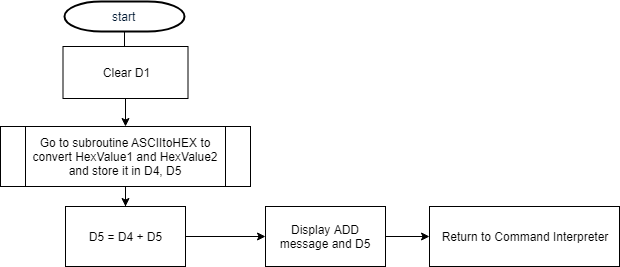 start
Clear D1
Go to subroutine ASCIItoHEX to
convert HexValue1 and HexValue2
and store it in D4, D5
D5 = D4 + D5
Display ADD
message and D5
Return to Command Interpreter